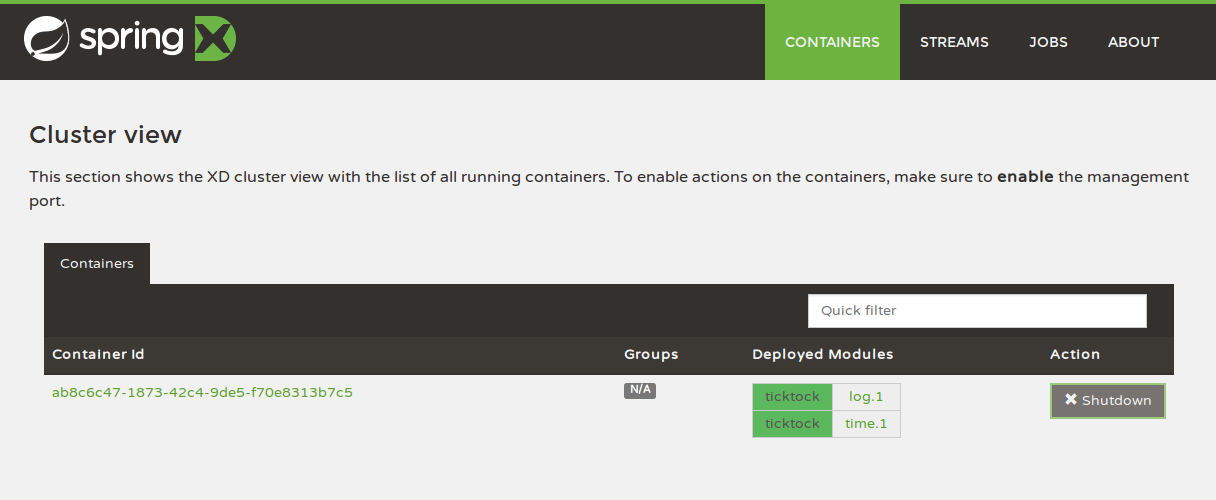 spring XD
CONTAINERS STREAMS JOBS ABOUT
Cluster view
This section shows the XD cluster view with the list of all running containers. To enable actions on the containers, make sure to enable the management
port.
Containers
Quick filter
Container Id Groups Deployed Modules Action
ab8c6c47-1873-42c4-9de5-f70e8313b7c5 N/A ticktock log.1 ✖ Shutdown
ticktock time.1